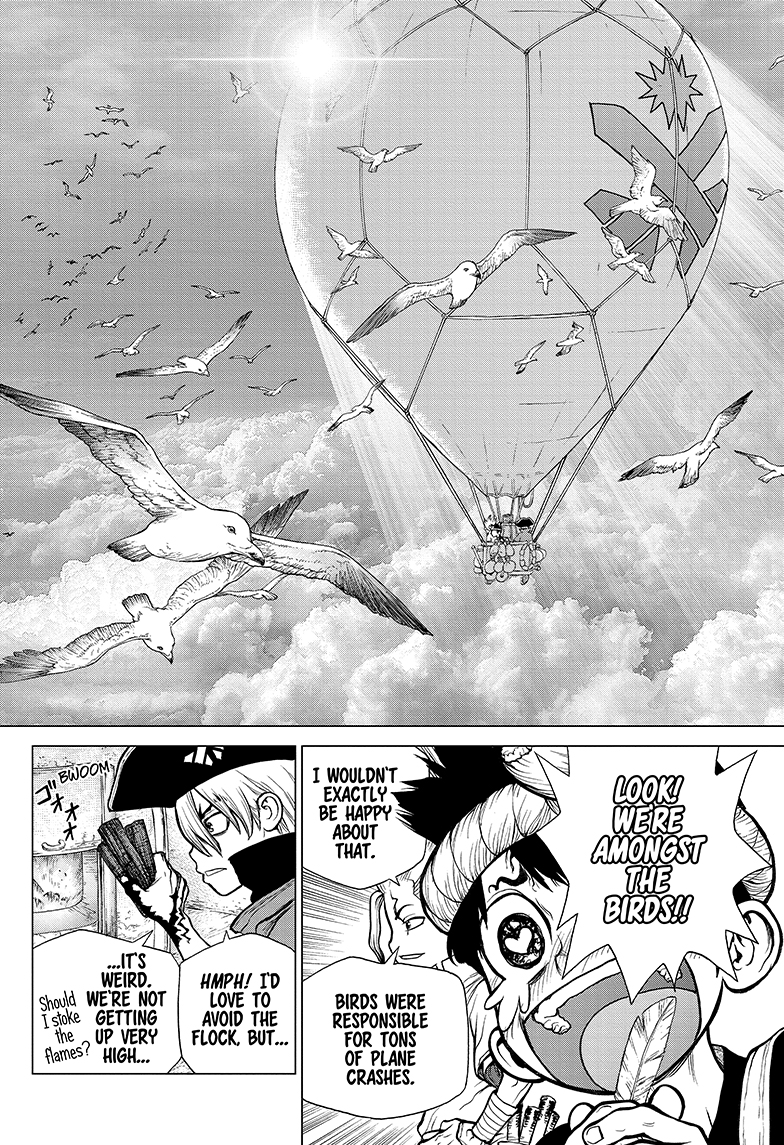 LOOK!
WE'RE
AMONGST
THE
BIRDS!!
I WOULDN'T
EXACTLY
BE HAPPY
ABOUT
THAT.
BIRDS WERE
RESPONSIBLE
FOR TONS
OF PLANE
CRASHES.
BWOOM
ゴオオオ
HMPH! I'D
LOVE TO
AVOID THE
FLOCK, BUT...
...IT'S
WEIRD.
WE'RE NOT
GETTING
UP VERY
HIGH...
Should
I stoke
the
flames?